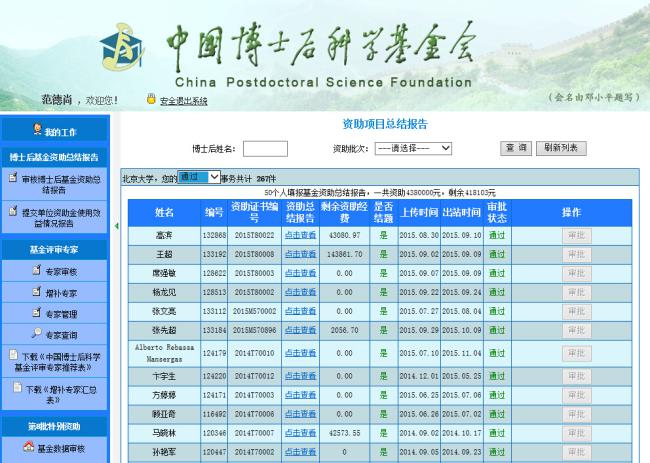 中国博士后科学基金会
China Postdoctoral Science Foundation
范德尚 ，欢迎您！ 安全退出系统
（会名由邓小平题写）
我的工作
博士后基金资助总结报告
审核博士后基金资助总结报告
提交单位资助金使用效益情况报告
基金评审专家
专家审核
增补专家
专家管理
专家查询
下载《中国博士后科学基金评审专家推荐表》
下载《增补专家汇总表》
第8批特别资助
基金数据审核
资助项目总结报告
博士后姓名： 资助批次： ---请选择--- 查 询 刷新列表
北京大学，您的 通过 事务共计 267件
50个人填报基金资助总结报告，一共资助4380000元，剩余418103元
姓名 编号 资助证书编号 资助总结报告 剩余资助经费 是否结题 上传时间 出站时间 审批状态 操作
高滨 132868 2015T80022 点击查看 43080.97 是 2015.08.30 2015.09.10 通过 审批
王超 133192 2015T80008 点击查看 143861.70 是 2015.09.02 2015.09.09 通过 审批
席强敏 128622 2015T80003 点击查看 0.00 是 2015.09.07 2015.09.09 通过 审批
杨龙见 128513 2015T80002 点击查看 0.00 是 2015.09.22 2015.09.24 通过 审批
张文亮 133112 2015M570002 点击查看 0.00 是 2015.07.27 2015.08.04 通过 审批
张先超 133184 2015M570896 点击查看 2056.70 是 2015.09.29 2015.10.09 通过 审批
Alberto Rebassa Mansergas 124179 2014T70010 点击查看 0.00 是 2015.07.10 2015.11.04 通过 审批
卞宇生 124220 2014T70012 点击查看 0.00 是 2014.12.01 2015.05.25 通过 审批
方婷婷 124171 2014T70003 点击查看 0.00 是 2015.06.25 2015.07.06 通过 审批
顾亚奇 116492 2014T70006 点击查看 0.00 是 2015.06.26 2015.07.02 通过 审批
马晓林 120346 2014T70007 点击查看 42573.55 是 2014.09.02 2014.10.17 通过 审批
孙艳军 120447 2014T70002 点击查看 0 是 2014.09.05 2014.09.23 通过 审批